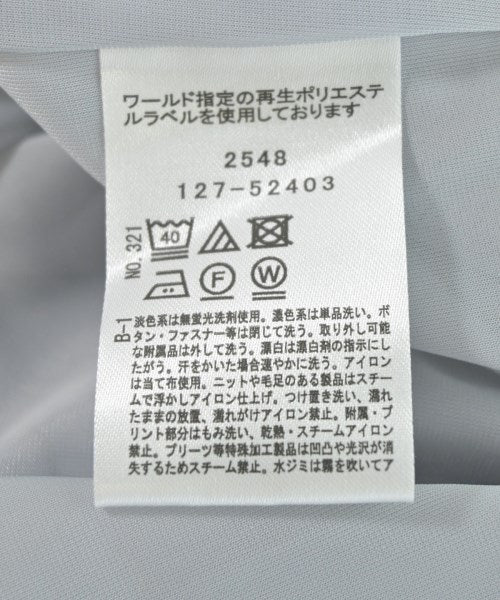 ワールド指定の再生ポリエステ
ルラベルを使用しております
2548
127-52403
NO.321
40
F
W
B-1
淡色系は無蛍光洗剤使用。濃色系は単品洗い。ボ
タン・ファスナー等は閉じて洗う。取り外し可能
な附属品は外して洗う。漂白は漂白剤の指示にし
たがう。汗をかいた場合速やかに洗う。アイロン
は当て布使用。ニットや毛足のある製品はスチー
ムで浮かしアイロン仕上げ。つけ置き洗い、濡れ
たままの放置、濡れがけアイロン禁止。附属・プ
リント部分はもみ洗い、乾熱・スチームアイロン
禁止。プリーツ等特殊加工製品は凹凸や光沢が消
失するためスチーム禁止。水ジミは霧を吹いてア